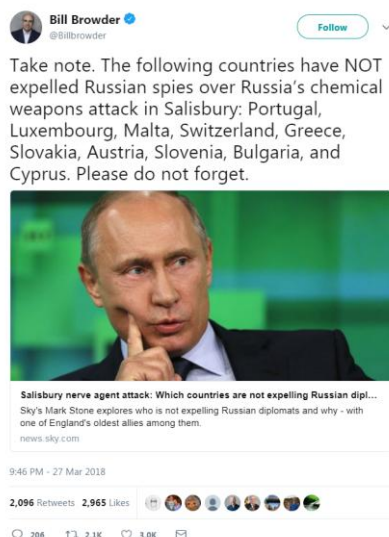 Bill Browder
@Billbrowder
Follow
Take note. The following countries have NOT
expelled Russian spies over Russia's chemical
weapons attack in Salisbury: Portugal,
Luxembourg, Malta, Switzerland, Greece,
Slovakia, Austria, Slovenia, Bulgaria, and
Cyprus. Please do not forget.
Salisbury nerve agent attack: Which countries are not expelling Russian dipl...
Sky's Mark Stone explores who is not expelling Russian diplomats and why - with
one of England's oldest allies among them.
news.sky.com
9:46 PM - 27 Mar 2018
2,096 Retweets 2,965 Likes
206 2.1K 3.0K